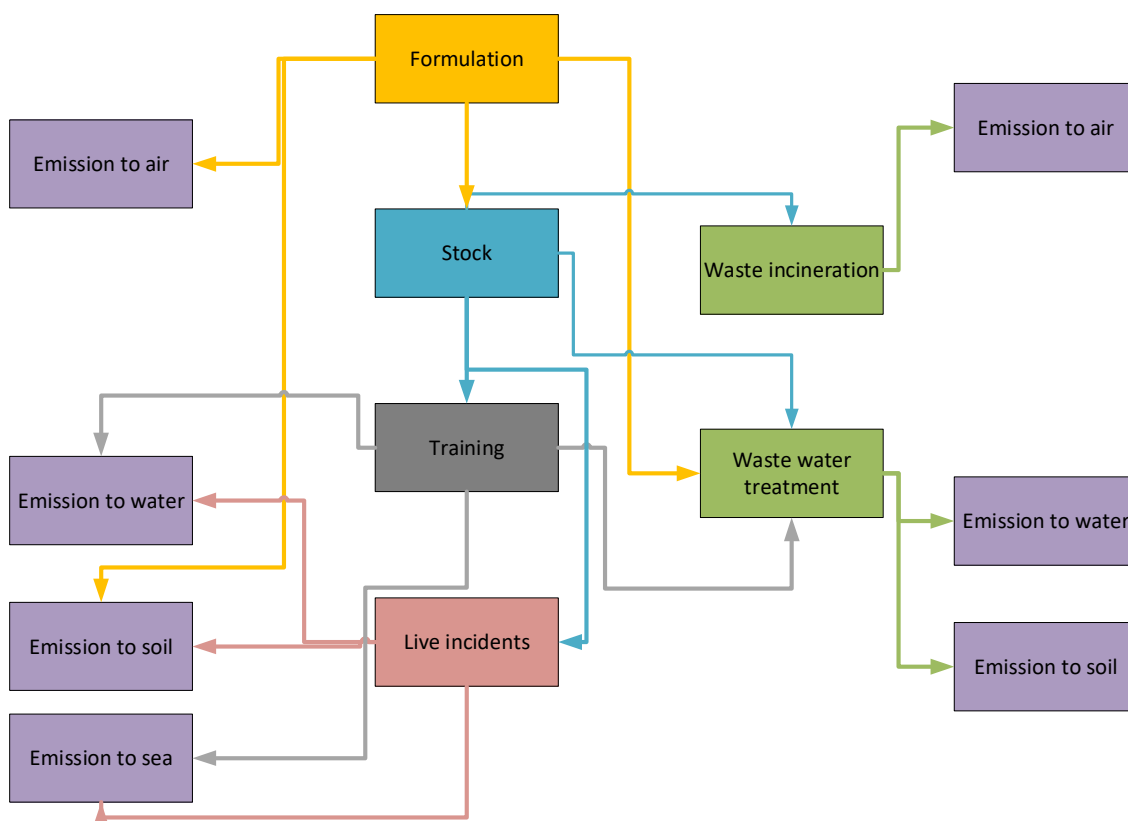 Formulation
Emission to air
Emission to air
Stock
Waste incineration
Training
Waste water
treatment
Emission to water
Emission to water
Emission to soil
Live incidents
Emission to soil
Emission to sea